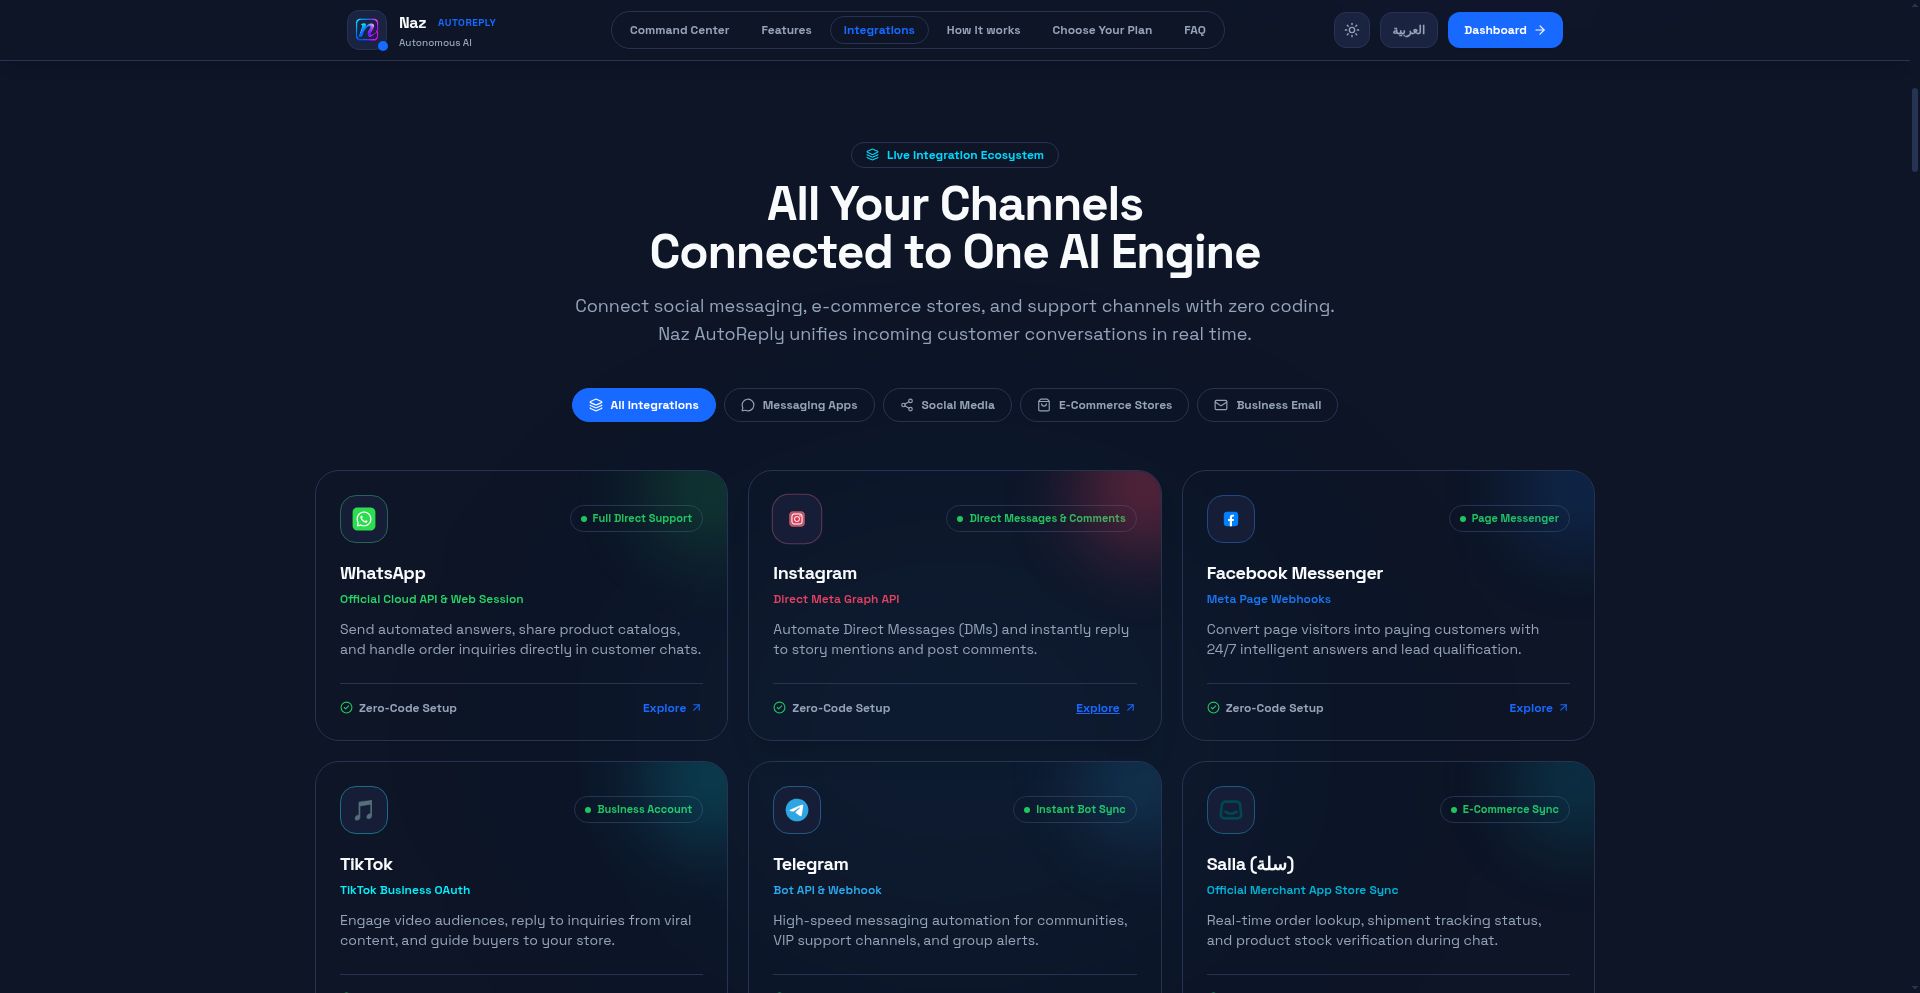 Naz AUTOREPLY
Autonomous AI
Command Center
Features
Integrations
How It works
Choose Your Plan
FAQ
العربية
Dashboard
Live Integration Ecosystem
All Your Channels
Connected to One AI Engine
Connect social messaging, e-commerce stores, and support channels with zero coding.
Naz AutoReply unifies incoming customer conversations in real time.
All Integrations
Messaging Apps
Social Media
E-Commerce Stores
Business Email
Full Direct Support
WhatsApp
Official Cloud API & Web Session
Send automated answers, share product catalogs,
and handle order inquiries directly in customer chats.
Zero-Code Setup
Explore
Direct Messages & Comments
Instagram
Direct Meta Graph API
Automate Direct Messages (DMs) and instantly reply
to story mentions and post comments.
Zero-Code Setup
Explore
Page Messenger
Facebook Messenger
Meta Page Webhooks
Convert page visitors into paying customers with
24/7 intelligent answers and lead qualification.
Zero-Code Setup
Explore
Business Account
TikTok
TikTok Business OAuth
Engage video audiences, reply to inquiries from viral
content, and guide buyers to your store.
Instant Bot Sync
Telegram
Bot API & Webhook
High-speed messaging automation for communities,
VIP support channels, and group alerts.
E-Commerce Sync
Salla (سلة)
Official Merchant App Store Sync
Real-time order lookup, shipment tracking status,
and product stock verification during chat.